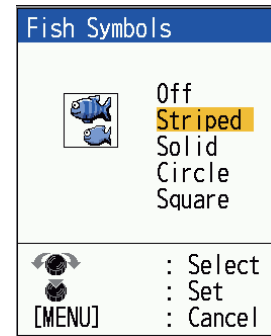 Fish Symbols
Off
Striped
Solid
Circle
Square
: Select
: Set
[MENU] : Cancel